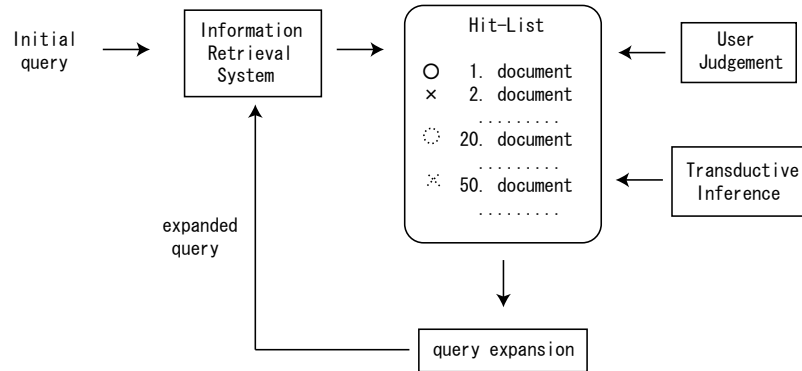 Initial
query
Information
Retrieval
System
Hit-List
1. document
2. document
.........
20. document
.........
50. document
.........
User
Judgement
Transductive
Inference
expanded
query
query expansion